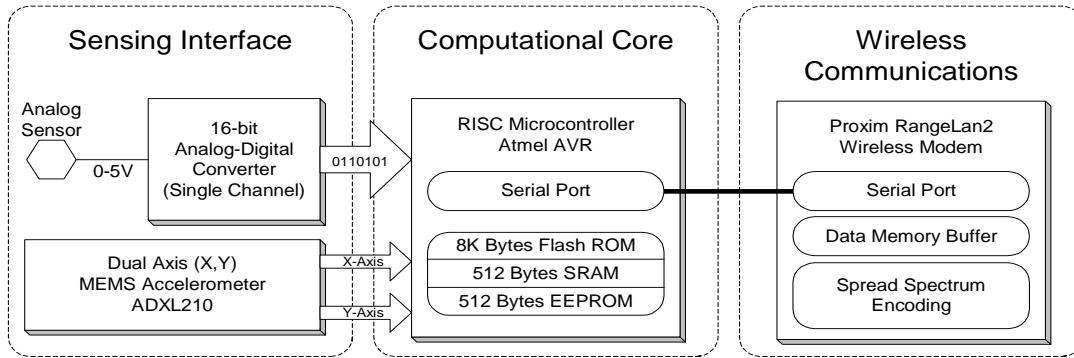 Sensing Interface
Analog
Sensor
0-5V
16-bit
Analog-Digital
Converter
(Single Channel)
0110101
Dual Axis (X,Y)
MEMS Accelerometer
ADXL210
X-Axis
Y-Axis
Computational Core
RISC Microcontroller
Atmel AVR
Serial Port
8K Bytes Flash ROM
512 Bytes SRAM
512 Bytes EEPROM
Wireless
Communications
Proxim RangeLan2
Wireless Modem
Serial Port
Data Memory Buffer
Spread Spectrum
Encoding